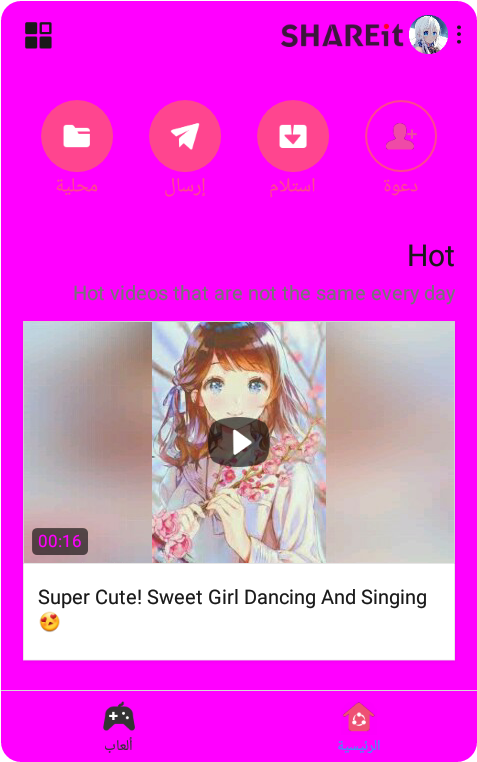 SHAREit
دعوة
استلام
إرسال
محلية
Hot
Hot videos that are not the same every day
00:16
Super Cute! Sweet Girl Dancing And Singing
😍
الرئيسية
ألعاب